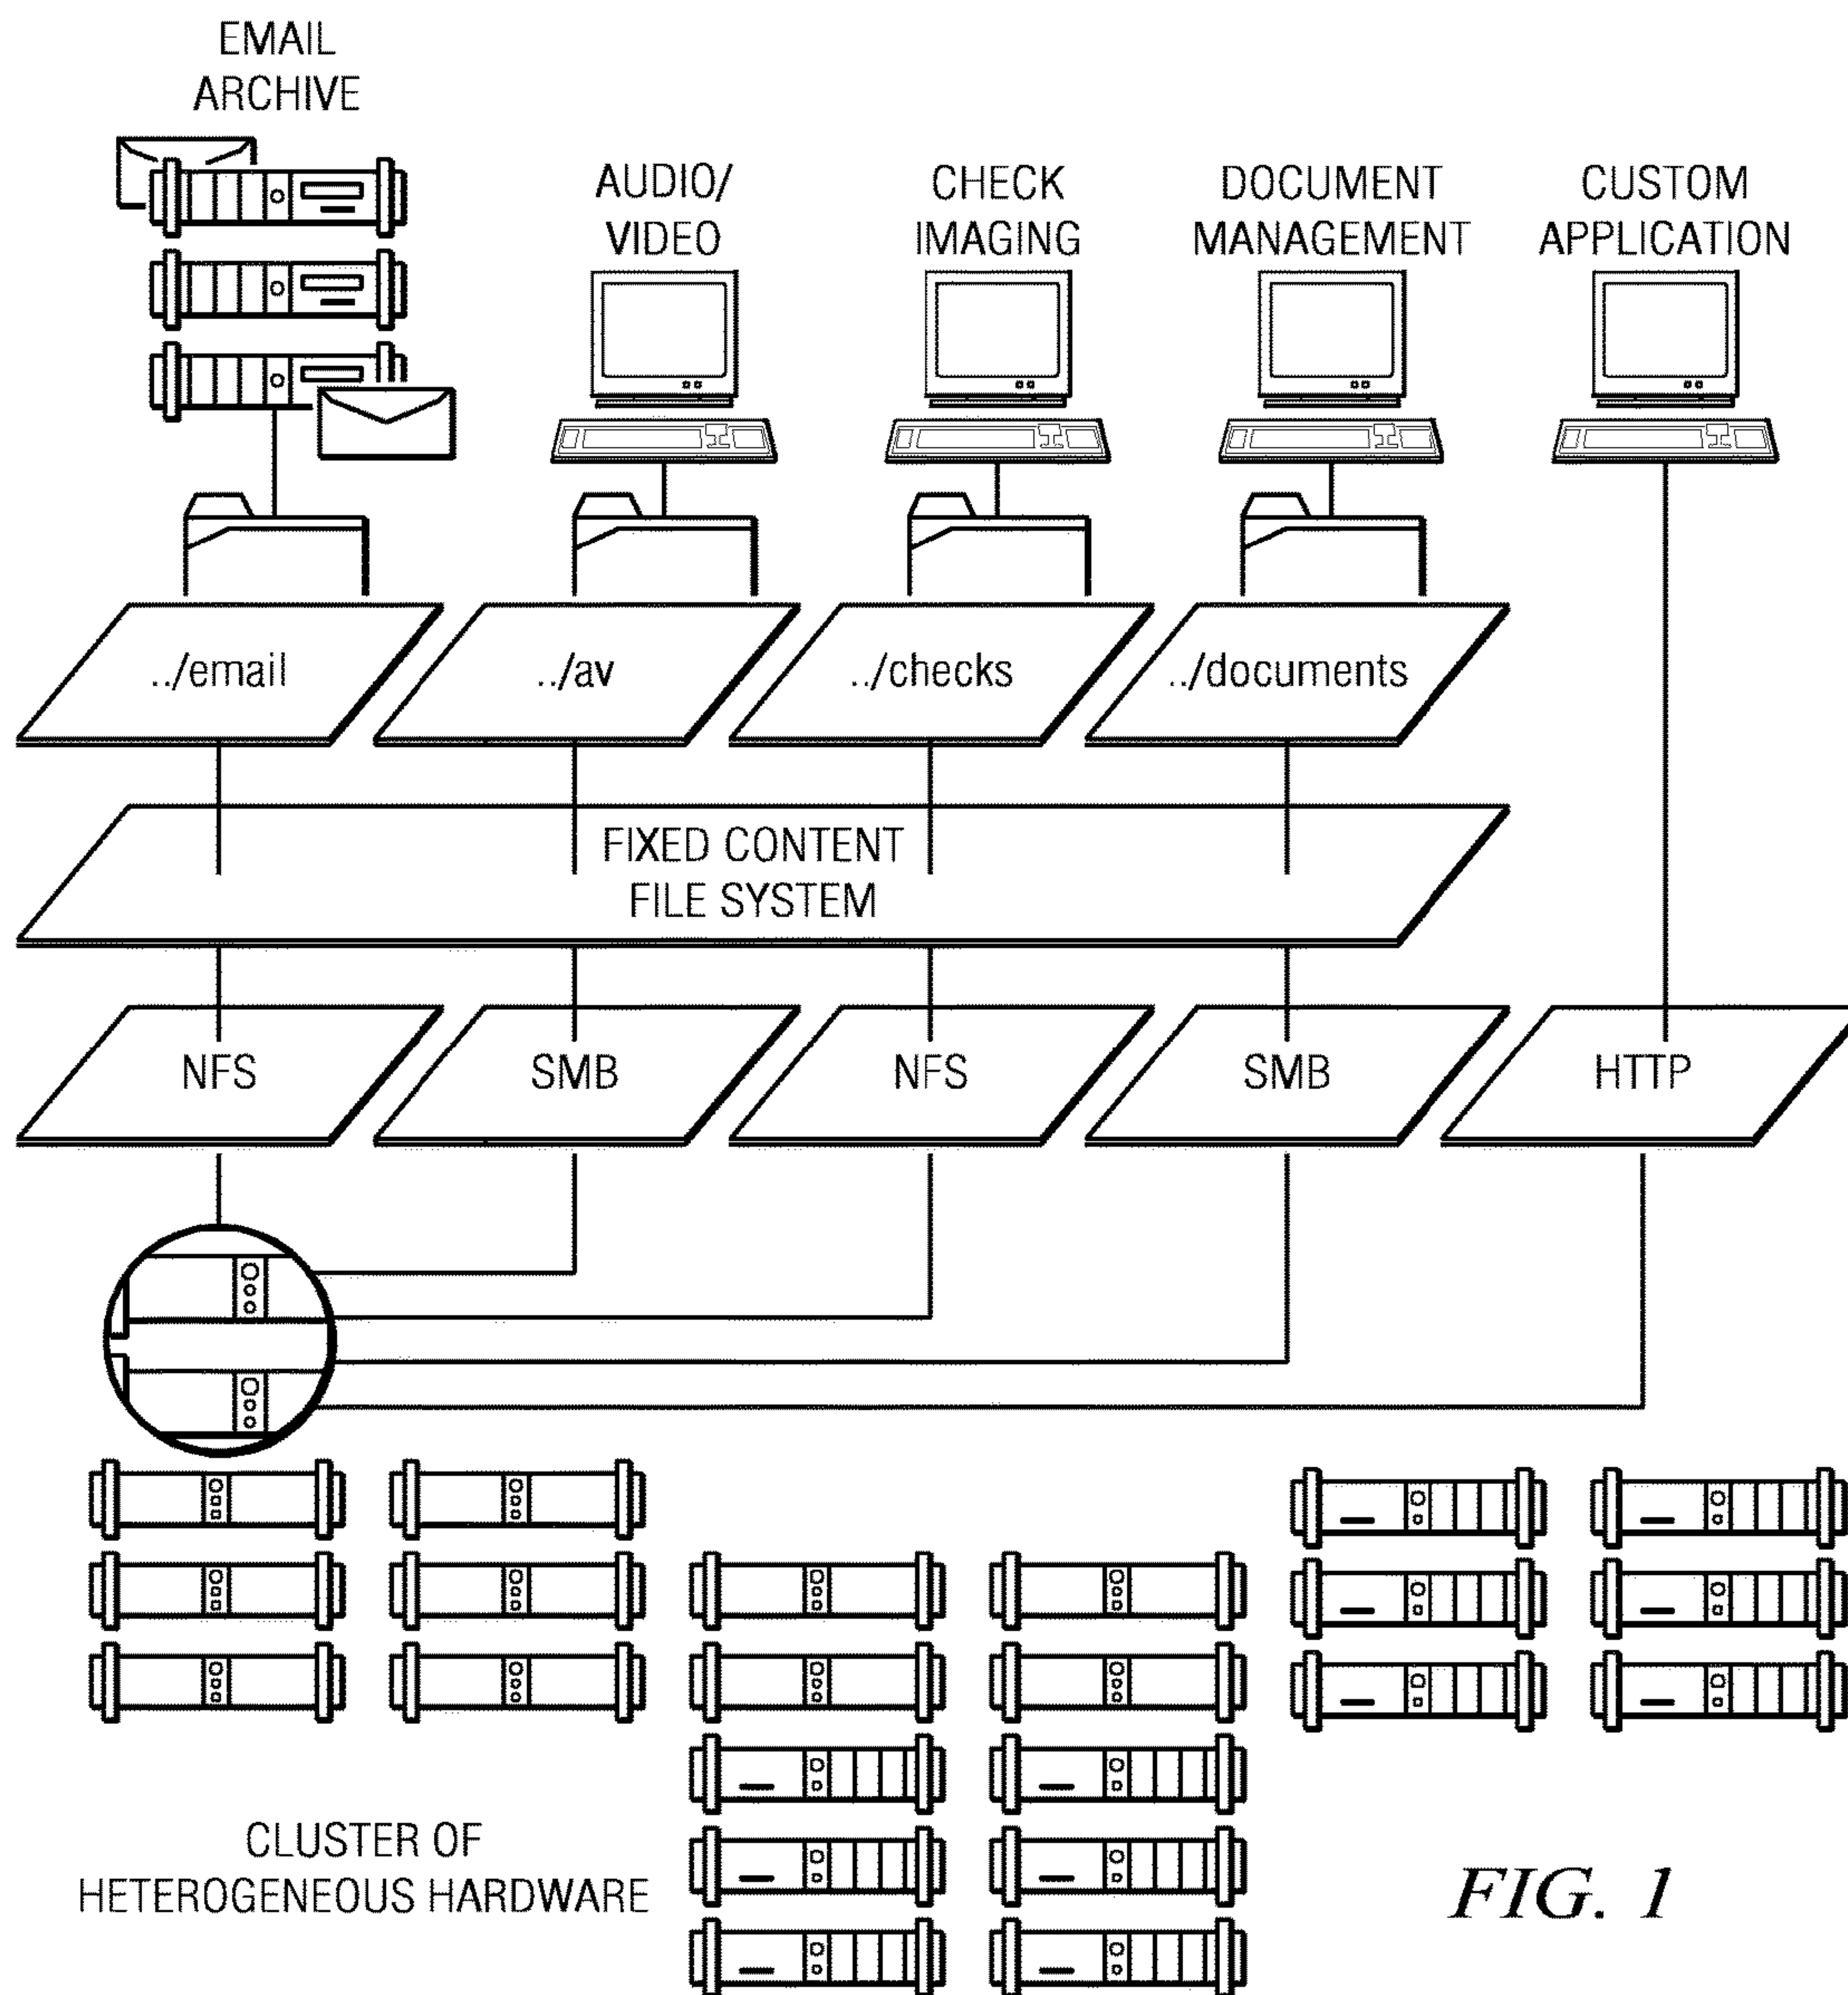 EMAIL
ARCHIVE
AUDIO/
VIDEO
CHECK
IMAGING
DOCUMENT
MANAGEMENT
CUSTOM
APPLICATION
../email
../av
../checks
../documents
FIXED CONTENT
FILE SYSTEM
NFS
SMB
NFS
SMB
HTTP
CLUSTER OF
HETEROGENEOUS HARDWARE
FIG. 1